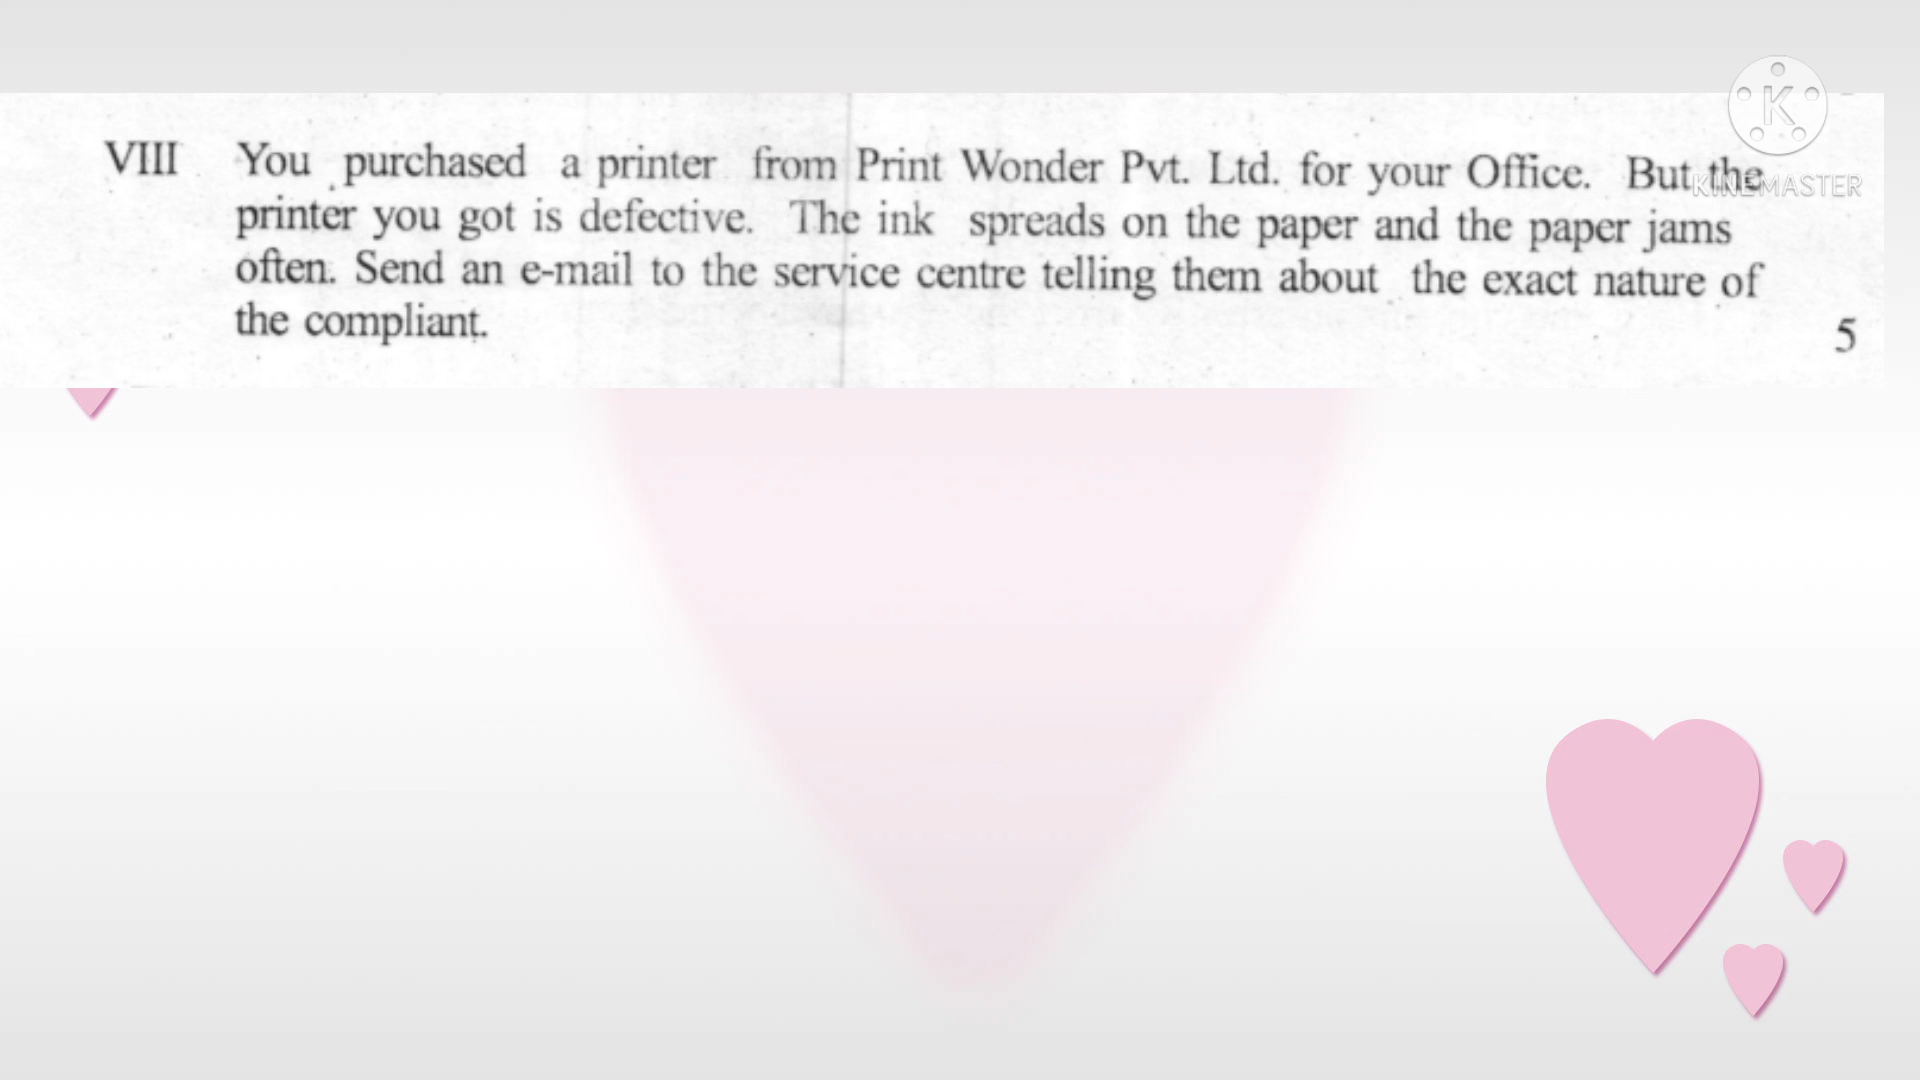 VIII You purchased a printer from Print Wonder Pvt. Ltd. for your Office. But the
printer you got is defective. The ink spreads on the paper and the paper jams
often. Send an e-mail to the service centre telling them about the exact nature of
the compliant.
5
K
KINEMASTER